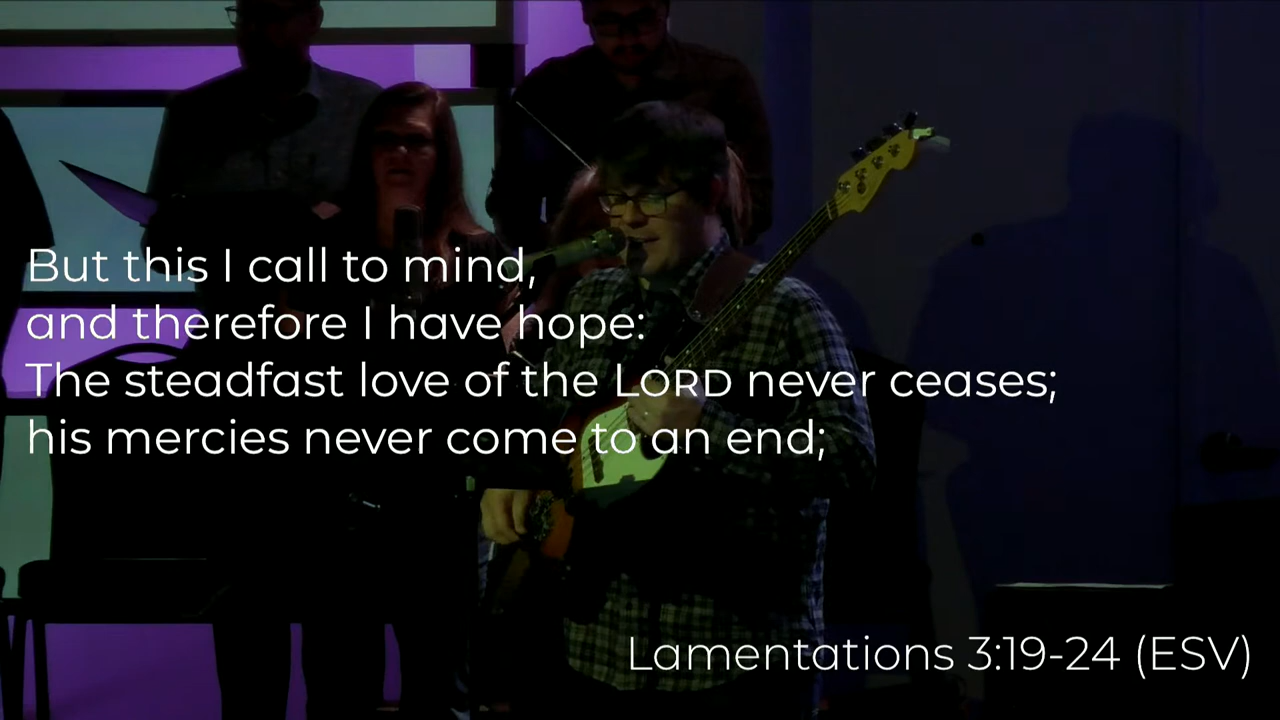 But this I call to mind,
and therefore I have hope:
The steadfast love of the LORD never ceases;
his mercies never come to an end;
Lamentations 3:19-24 (ESV)